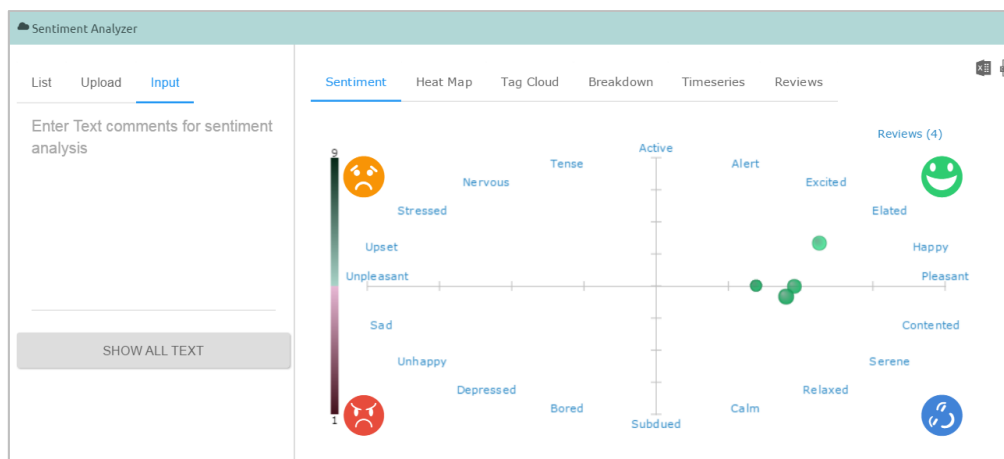 Sentiment Analyzer
List Upload Input
Enter Text comments for sentiment
analysis
SHOW ALL TEXT
Sentiment Heat Map Tag Cloud Breakdown Timeseries Reviews
Reviews (4)
9
Active
Tense
Alert
Nervous
Excited
Stressed
Elated
Upset
Happy
Unpleasant
Pleasant
Sad
Contented
Unhappy
Serene
Depressed
Relaxed
Bored
Calm
1
Subdued